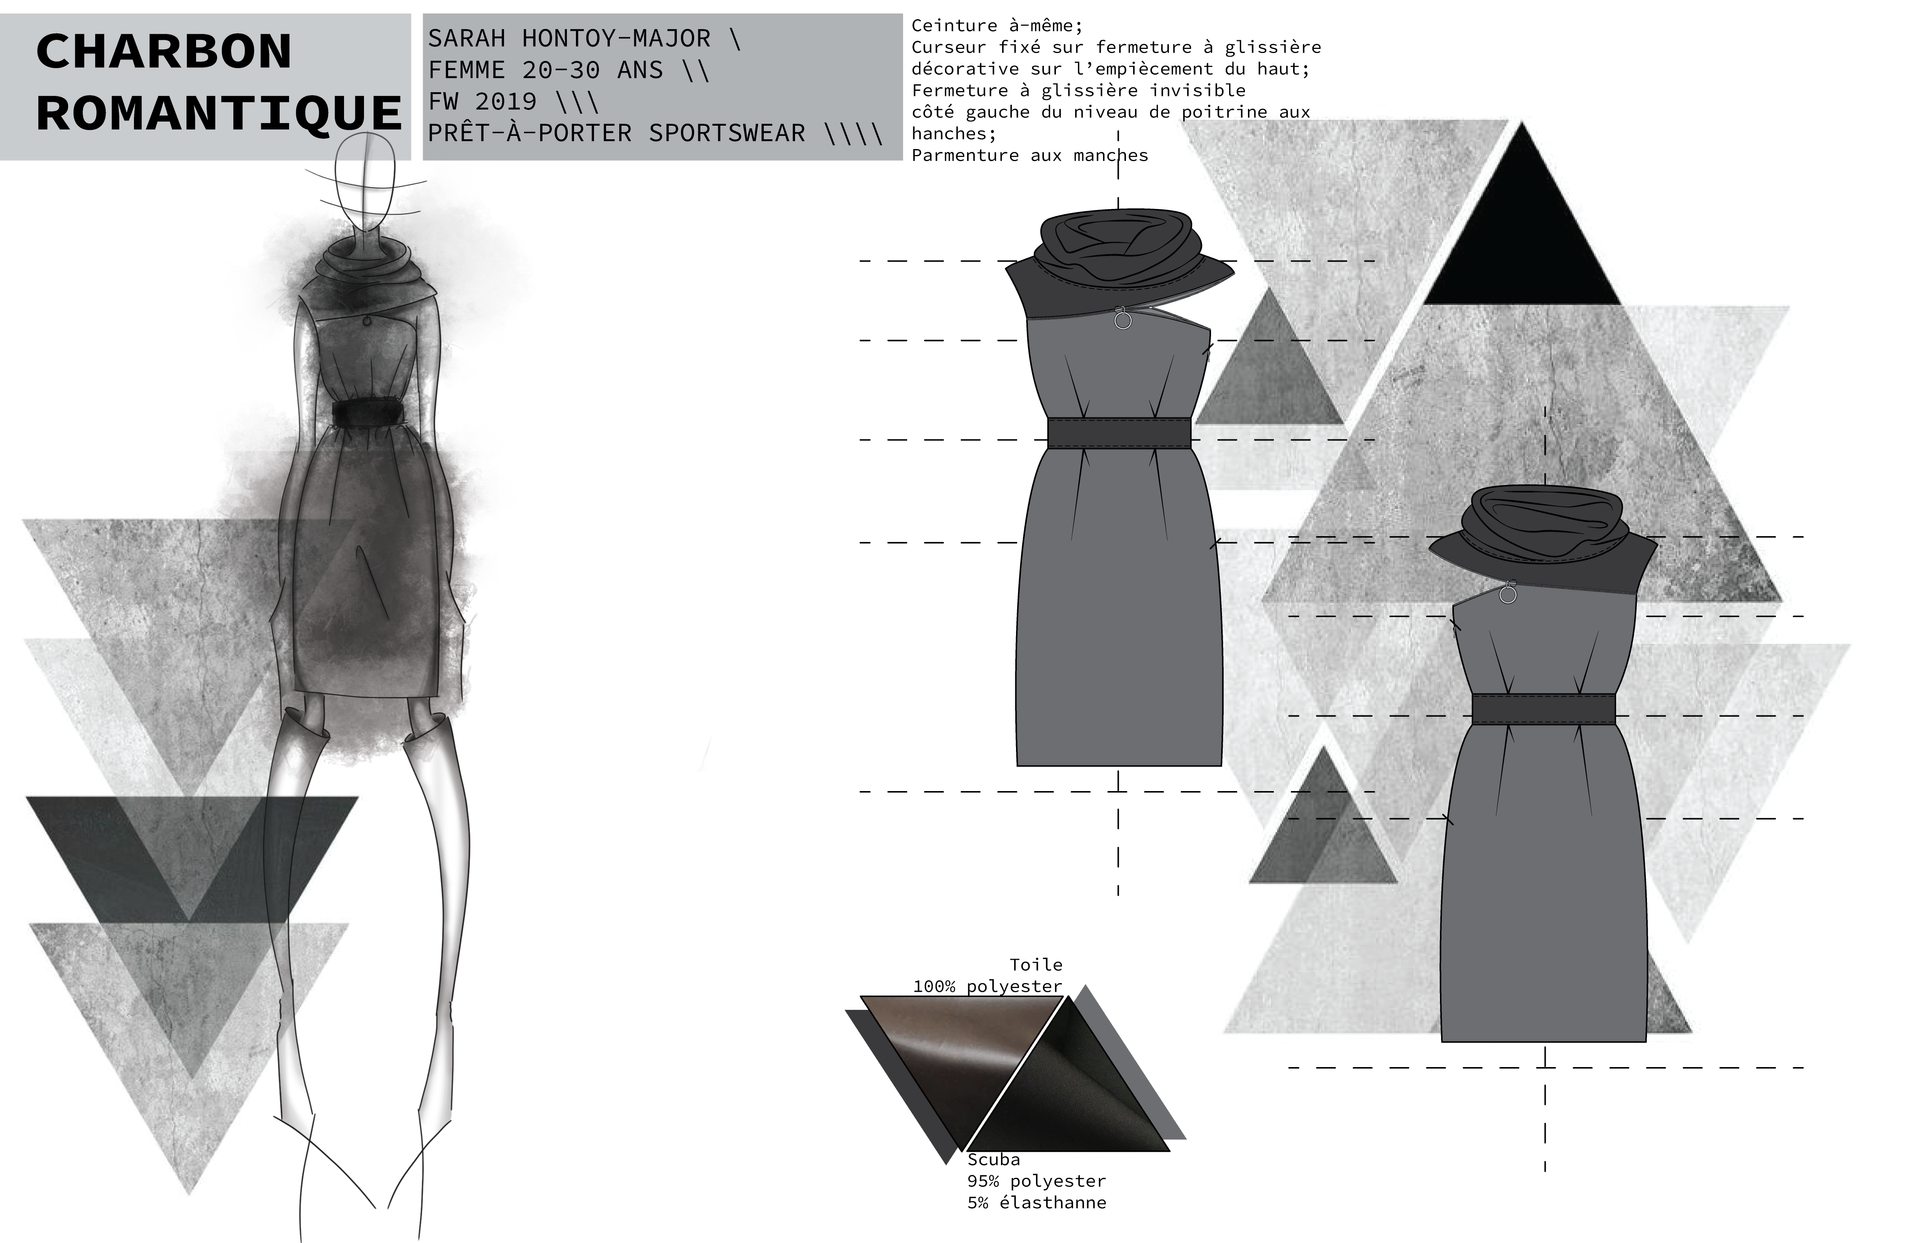 CHARBON
ROMANTIQUE
SARAH HONTOY-MAJOR \
FEMME 20-30 ANS \\
FW 2019 \\\
PRÊT-À-PORTER SPORTSWEAR \\\\
Ceinture à-même;
Curseur fixé sur fermeture à glissière
décorative sur l’empiècement du haut;
Fermeture à glissière invisible
côté gauche du niveau de poitrine aux
hanches;
Parmenture aux manches
Toile
100% polyester
Scuba
95% polyester
5% élasthanne